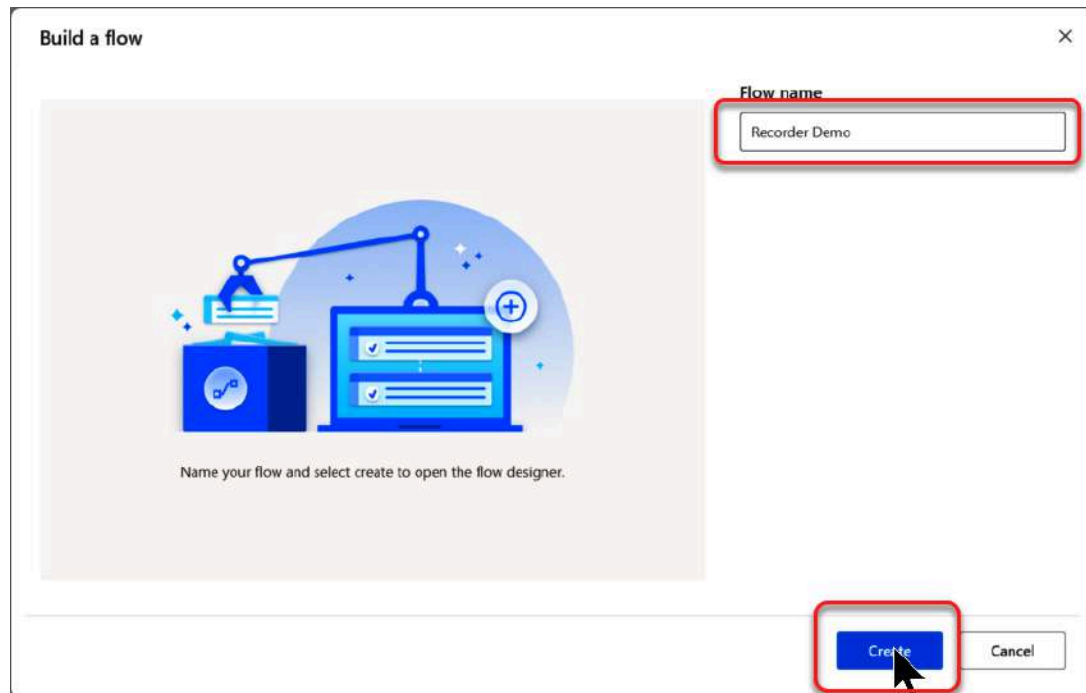 Build a flow
Flow name
Recorder Demo
Name your flow and select create to open the flow designer.
Create
Cancel